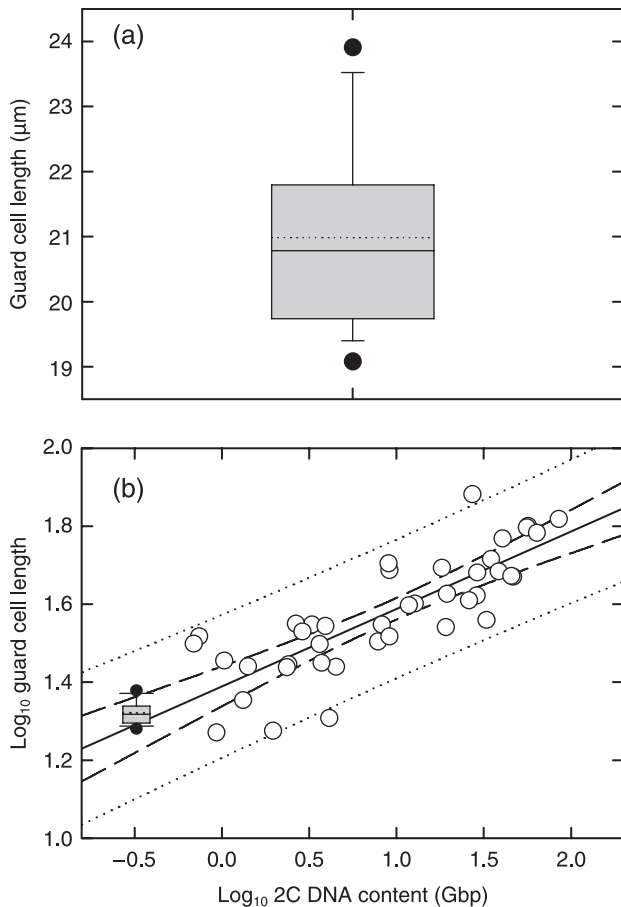 (a)
24
23
22
21
20
19
Guard cell length (µm)
(b)
2.0
1.8
1.6
1.4
1.2
1.0
Log10 guard cell length
−0.5 0.0 0.5 1.0 1.5 2.0
Log10 2C DNA content (Gbp)